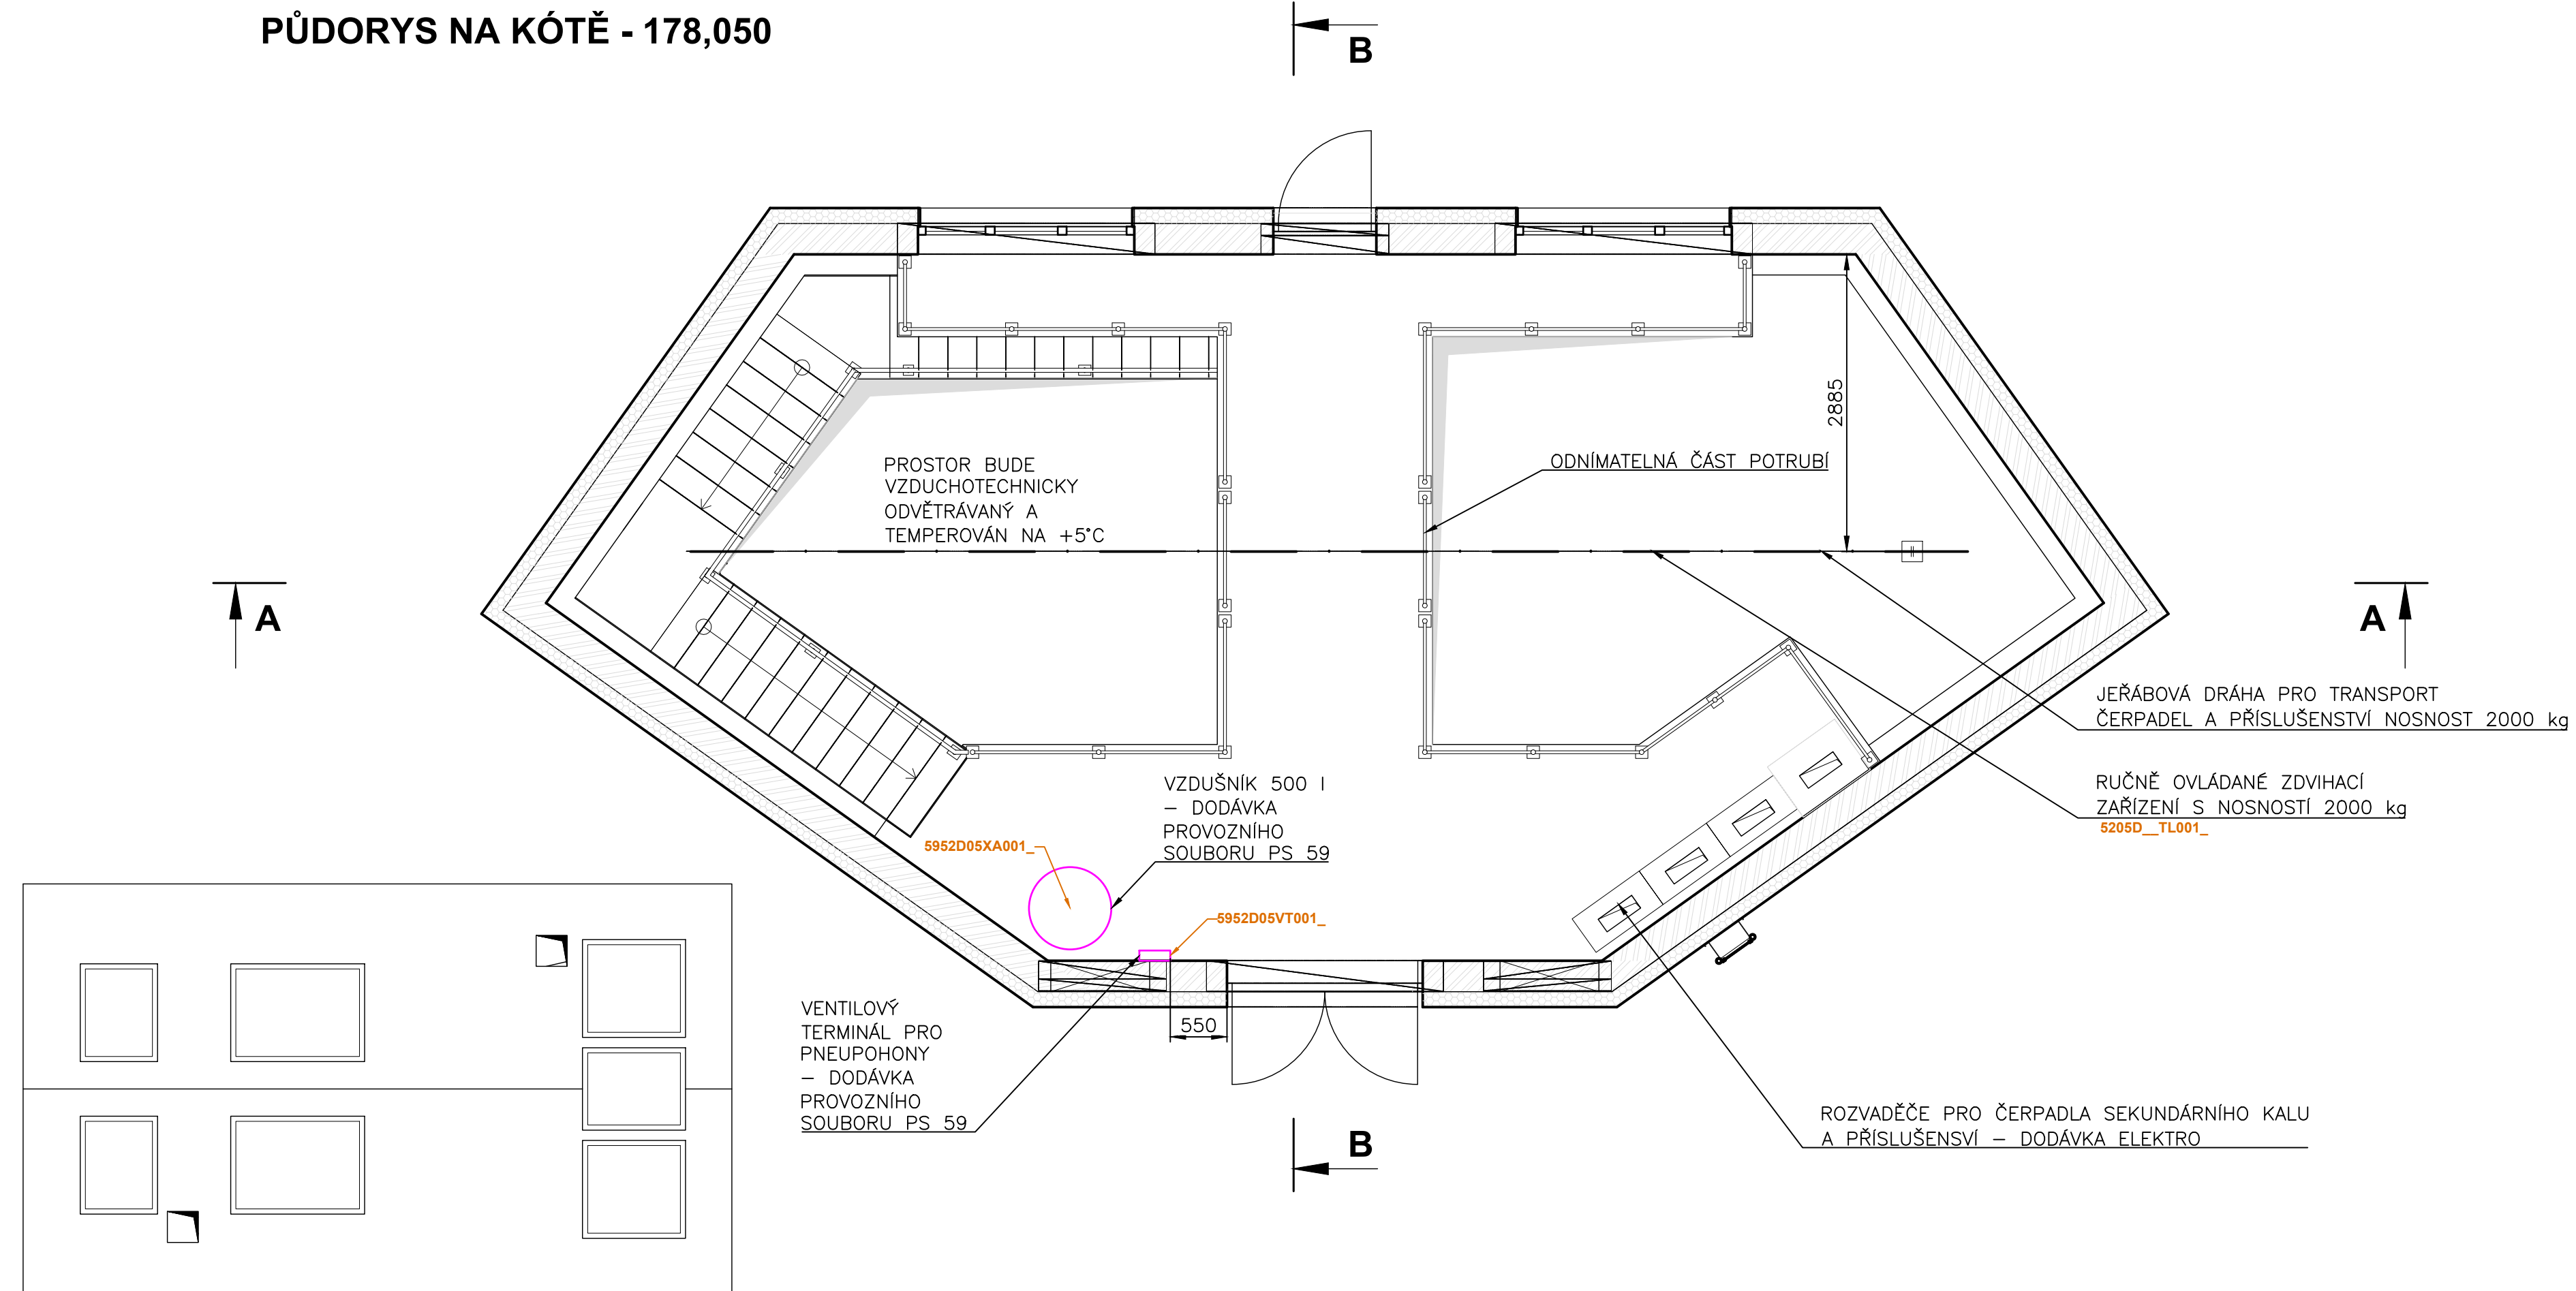 PŮDORYS NA KÓTĚ - 178,050
B
PROSTOR BUDE
VZDUCHOTECHNICKY
ODVĚTRÁVANÝ A
TEMPEROVÁN NA +5°C
ODNÍMATELNÁ ČÁST POTRUBÍ
2885
A
A
JEŘÁBOVÁ DRÁHA PRO TRANSPORT
ČERPADEL A PŘÍSLUŠENSTVÍ NOSNOST 2000 kg
RUČNĚ OVLÁDANÉ ZDVIHACÍ
ZAŘÍZENÍ S NOSNOSTÍ 2000 kg
5205D__TL001_
VZDUŠNÍK 500 l
– DODÁVKA
PROVOZNÍHO
SOUBORU PS 59
5952D05XA001_
5952D05VT001_
VENTILOVÝ
TERMINÁL PRO
PNEUPOHONY
– DODÁVKA
PROVOZNÍHO
SOUBORU PS 59
550
B
ROZVADĚČE PRO ČERPADLA SEKUNDÁRNÍHO KALU
A PŘÍSLUŠENSVÍ – DODÁVKA ELEKTRO